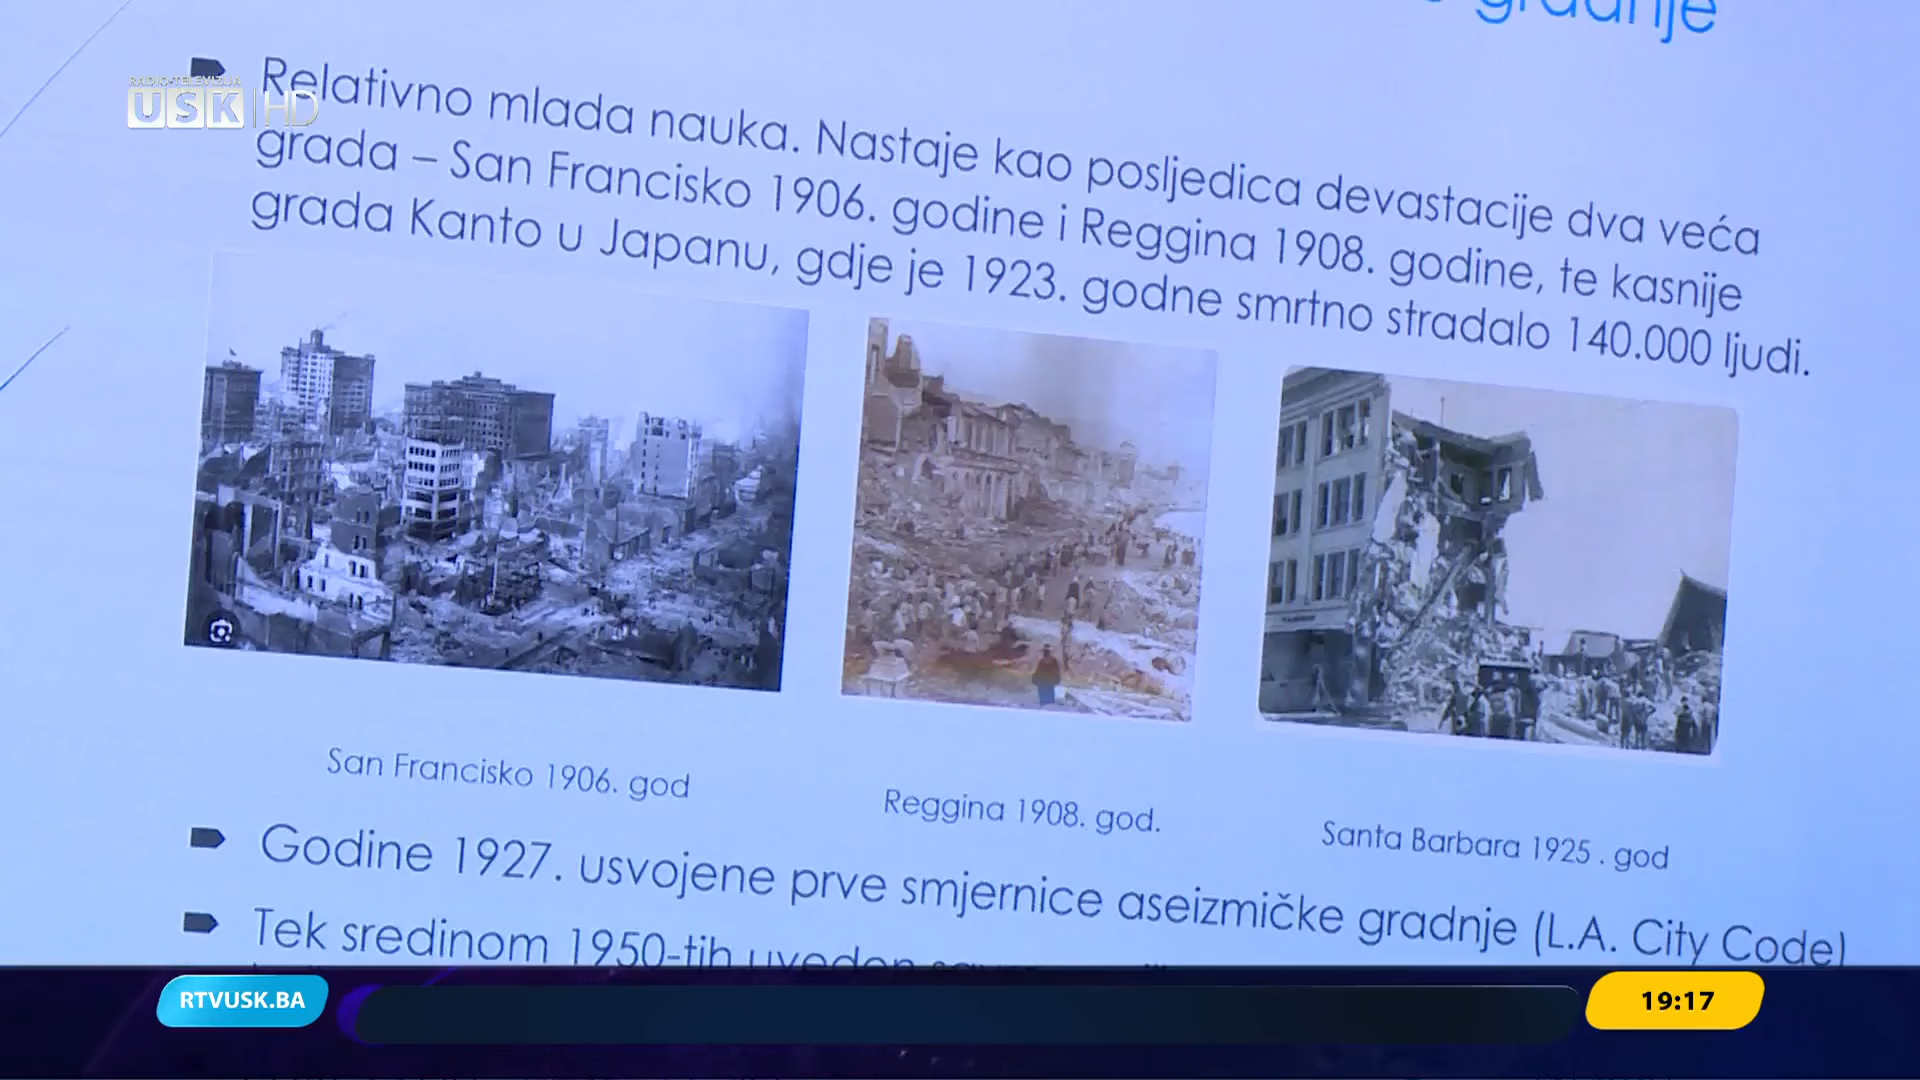 gradnje
RADIO-TELEVIZIJA
USK HD
Relativno mlada nauka. Nastaje kao posljedica devastacije dva veća
grada – San Francisko 1906. godine i Reggina 1908. godine, te kasnije
grada Kanto u Japanu, gdje je 1923. godne smrtno stradalo 140.000 ljudi.
San Francisko 1906. god
Reggina 1908. god.
Santa Barbara 1925 . god
Godine 1927. usvojene prve smjernice aseizmičke gradnje (L.A. City Code)
Tek sredinom 1950-tih uveden
RTVUSK.BA
19:17